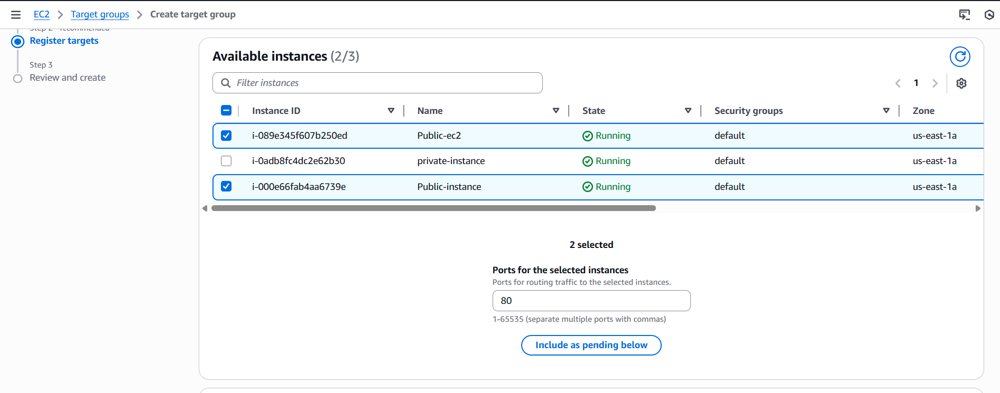 EC2 > Target groups > Create target group
Step 2 - recommended
Register targets
Step 3
Review and create
Available instances (2/3)
Filter instances
1
Instance ID Name State Security groups Zone
i-089e345f607b250ed Public-ec2 Running default us-east-1a
i-0adb8fc4dc2e62b30 private-instance Running default us-east-1a
i-000e66fab4aa6739e Public-instance Running default us-east-1a
2 selected
Ports for the selected instances
Ports for routing traffic to the selected instances.
80
1-65535 (separate multiple ports with commas)
Include as pending below